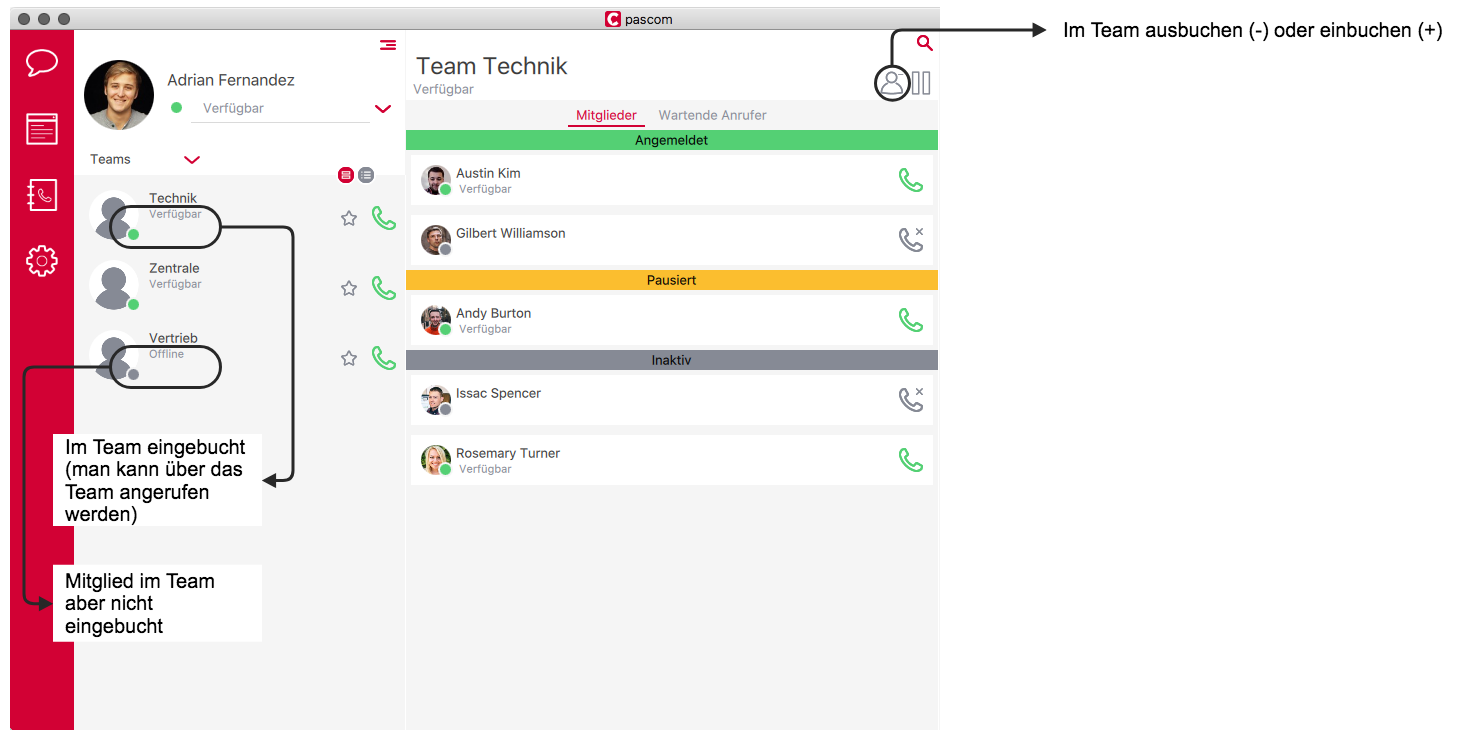 pascom
Im Team ausbuchen (-) oder einbuchen (+)
Adrian Fernandez
Verfügbar
Teams
Technik
Verfügbar
Zentrale
Verfügbar
Vertrieb
Offline
Im Team eingebucht
(man kann über das
Team angerufen
werden)
Mitglied im Team
aber nicht
eingebucht
Team Technik
Verfügbar
Mitglieder Wartende Anrufer
Angemeldet
Austin Kim
Verfügbar
Gilbert Williamson
Pausiert
Andy Burton
Verfügbar
Inaktiv
Issac Spencer
Rosemary Turner
Verfügbar